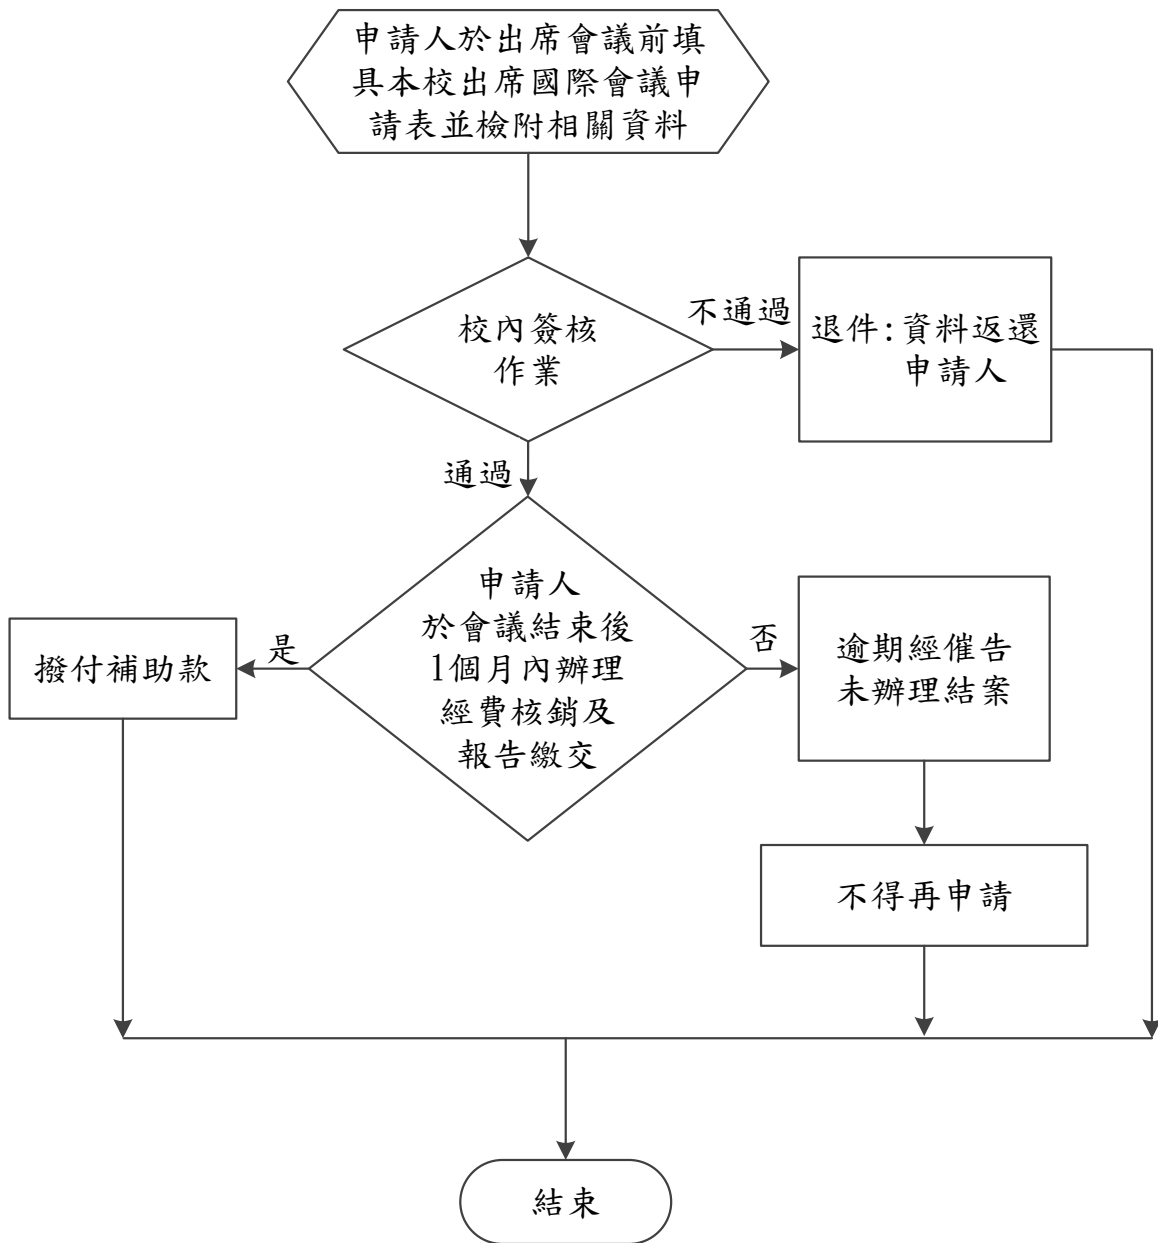 申請人於出席會議前填
具本校出席國際會議申
請表並檢附相關資料
校內簽核
作業
不通過
退件:資料返還
申請人
通過
申請人
於會議結束後
1個月內辦理
經費核銷及
報告繳交
是
撥付補助款
否
逾期經催告
未辦理結案
不得再申請
結束